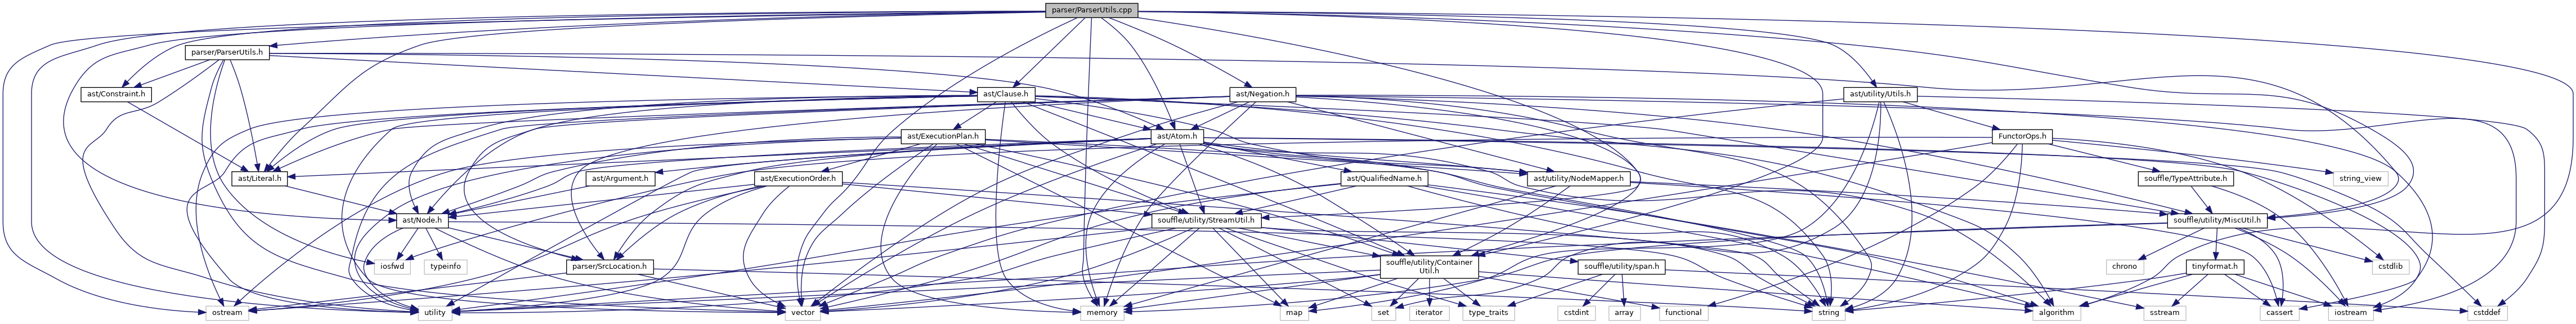 parser/ParserUtils.cpp
parser/ParserUtils.h
ast/Constraint.h
ast/Clause.h
ast/Negation.h
ast/utility/Utils.h
ast/ExecutionPlan.h
ast/Atom.h
FunctorOps.h
ast/Literal.h
ast/Argument.h
ast/ExecutionOrder.h
ast/QualifiedName.h
ast/utility/NodeMapper.h
souffle/TypeAttribute.h
string_view
ast/Node.h
souffle/utility/StreamUtil.h
souffle/utility/MiscUtil.h
iosfwd
typeinfo
parser/SrcLocation.h
souffle/utility/Container
Util.h
souffle/utility/span.h
chrono
tinyformat.h
cstdlib
ostream
utility
vector
memory
map
set
iterator
type_traits
cstdint
array
functional
string
algorithm
sstream
cassert
iostream
cstddef